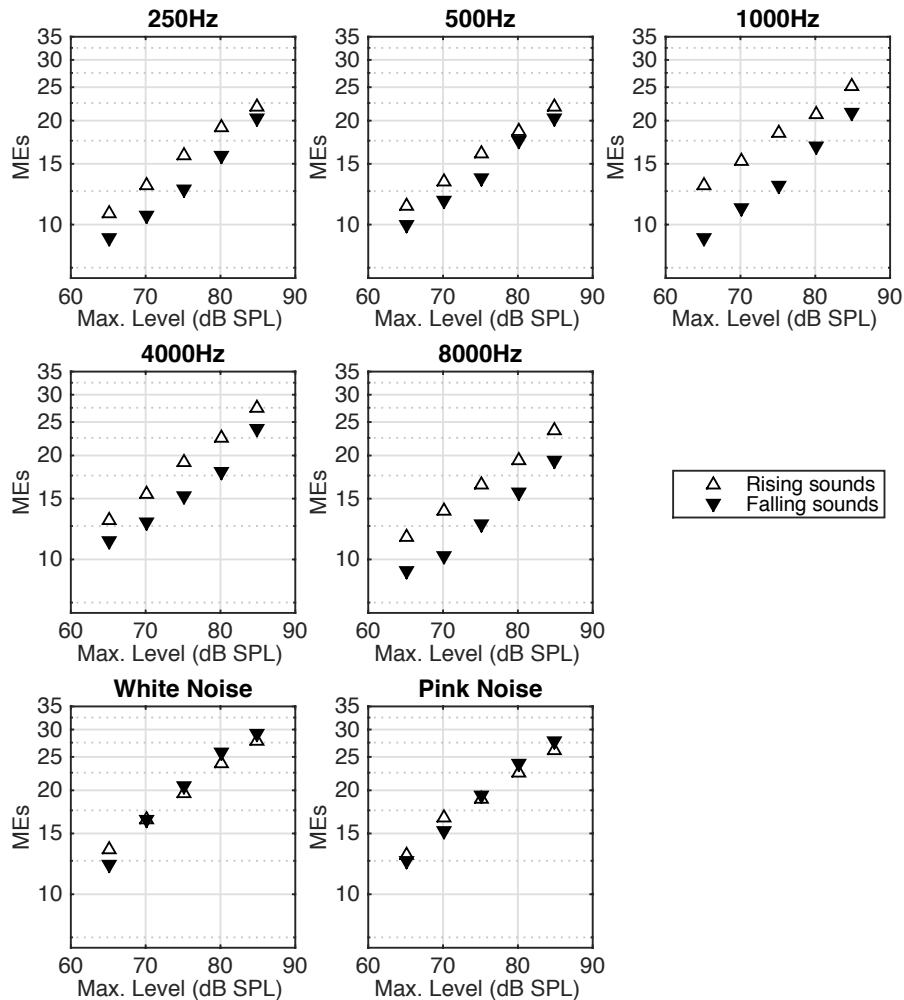 250Hz
500Hz
1000Hz
35
30
25
20
15
10
MEs
60 70 80 90
Max. Level (dB SPL)
35
30
25
20
15
10
MEs
60 70 80 90
Max. Level (dB SPL)
35
30
25
20
15
10
MEs
60 70 80 90
Max. Level (dB SPL)
4000Hz
8000Hz
35
30
25
20
15
10
MEs
60 70 80 90
Max. Level (dB SPL)
35
30
25
20
15
10
MEs
60 70 80 90
Max. Level (dB SPL)
Rising sounds
Falling sounds
White Noise
Pink Noise
35
30
25
20
15
10
MEs
60 70 80 90
Max. Level (dB SPL)
35
30
25
20
15
10
MEs
60 70 80 90
Max. Level (dB SPL)